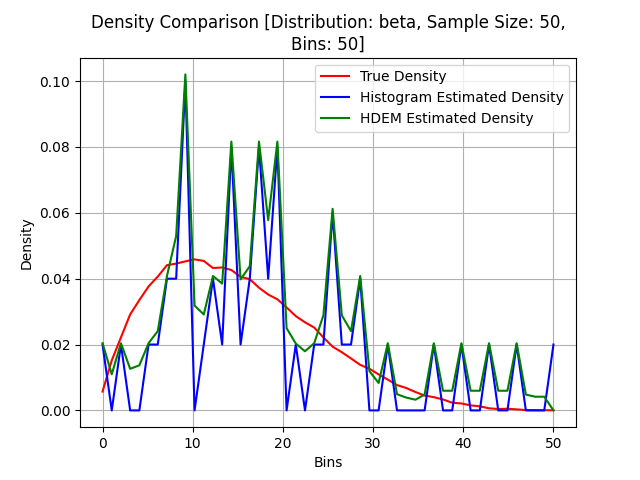 Density Comparison [Distribution: beta, Sample Size: 50,
Bins: 50]
True Density
Histogram Estimated Density
HDEM Estimated Density
Density
0.10
0.08
0.06
0.04
0.02
0.00
0
10
20
30
40
50
Bins